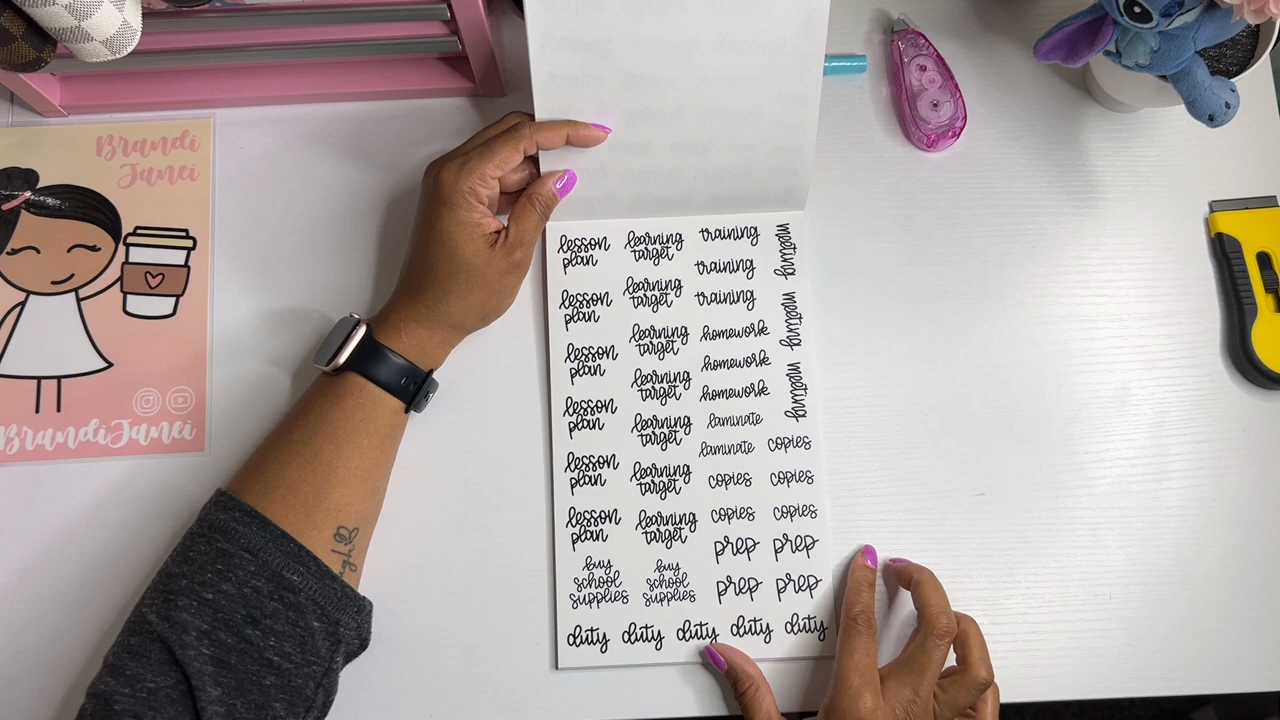 Brandi
Janei
BrandiJanei
lesson
plan
learning
target
training
meeting
training
lesson
plan
learning
target
training
meeting
lesson
plan
learning
target
homework
homework
meeting
lesson
plan
learning
target
homework
laminate
learning
target
laminate
copies
lesson
plan
learning
target
copies
copies
lesson
plan
learning
target
copies
copies
prep
prep
buy
school
supplies
buy
school
supplies
prep
prep
duty duty duty duty duty